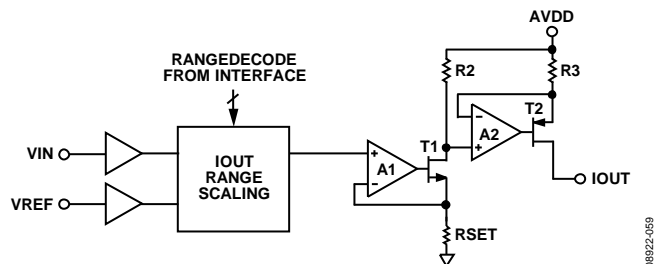 AVDD
RANGEDECODE
FROM INTERFACE
R2
R3
T2
T1
A2
VIN
IOUT
RANGE
SCALING
+
A1
–
–
+
IOUT
VREF
RSET
08922-059